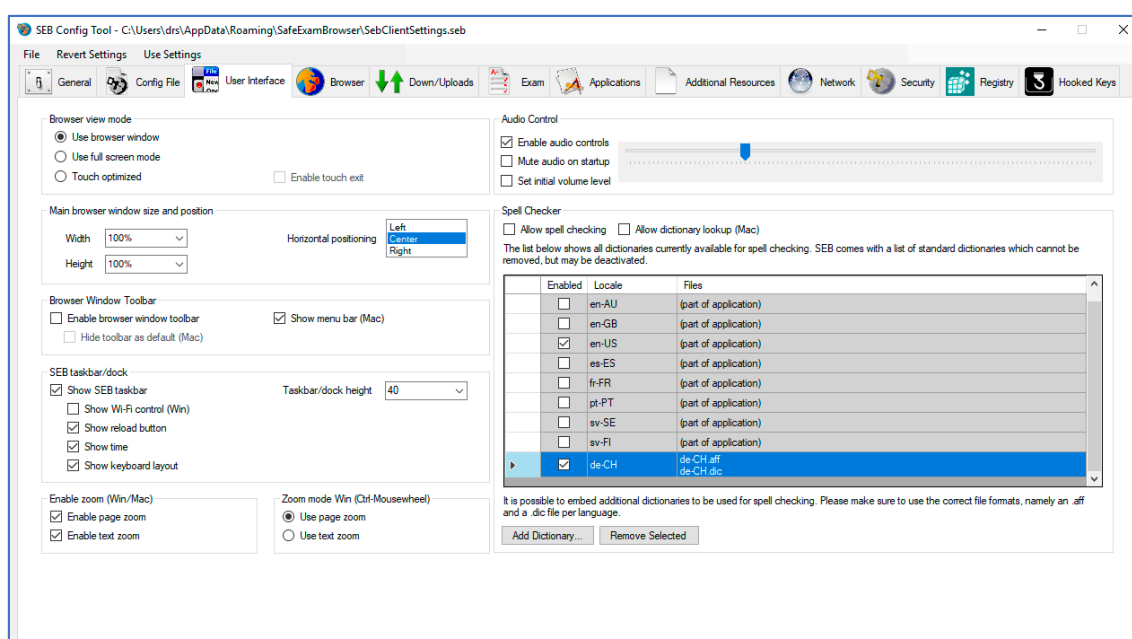 SEB Config Tool - C:\Users\drs\AppData\Roaming\SafeExamBrowser\SebClientSettings.seb
File Revert Settings Use Settings
General Config File User Interface Browser Down/Uploads Exam Applications Additional Resources Network Security Registry Hooked Keys
Browser view mode
Use browser window
Use full screen mode
Touch optimized
Enable touch exit
Main browser window size and position
Width 100%
Height 100%
Horizontal positioning
Left
Center
Right
Browser Window Toolbar
Enable browser window toolbar
Show menu bar (Mac)
Hide toolbar as default (Mac)
SEB taskbar/dock
Show SEB taskbar
Taskbar/dock height 40
Show Wi-Fi control (Win)
Show reload button
Show time
Show keyboard layout
Enable zoom (Win/Mac)
Enable page zoom
Enable text zoom
Zoom mode Win (Ctrl-Mousewheel)
Use page zoom
Use text zoom
Audio Control
Enable audio controls
Mute audio on startup
Set initial volume level
Spell Checker
Allow spell checking Allow dictionary lookup (Mac)
The list below shows all dictionaries currently available for spell checking. SEB comes with a list of standard dictionaries which cannot be
removed, but may be deactivated.
Enabled Locale Files
en-AU (part of application)
en-GB (part of application)
en-US (part of application)
es-ES (part of application)
fr-FR (part of application)
pt-PT (part of application)
sv-SE (part of application)
sv-FI (part of application)
de-CH de-CH.aff
de-CH.dic
It is possible to embed additional dictionaries to be used for spell checking. Please make sure to use the correct file formats, namely an .aff
and a .dic file per language.
Add Dictionary... Remove Selected